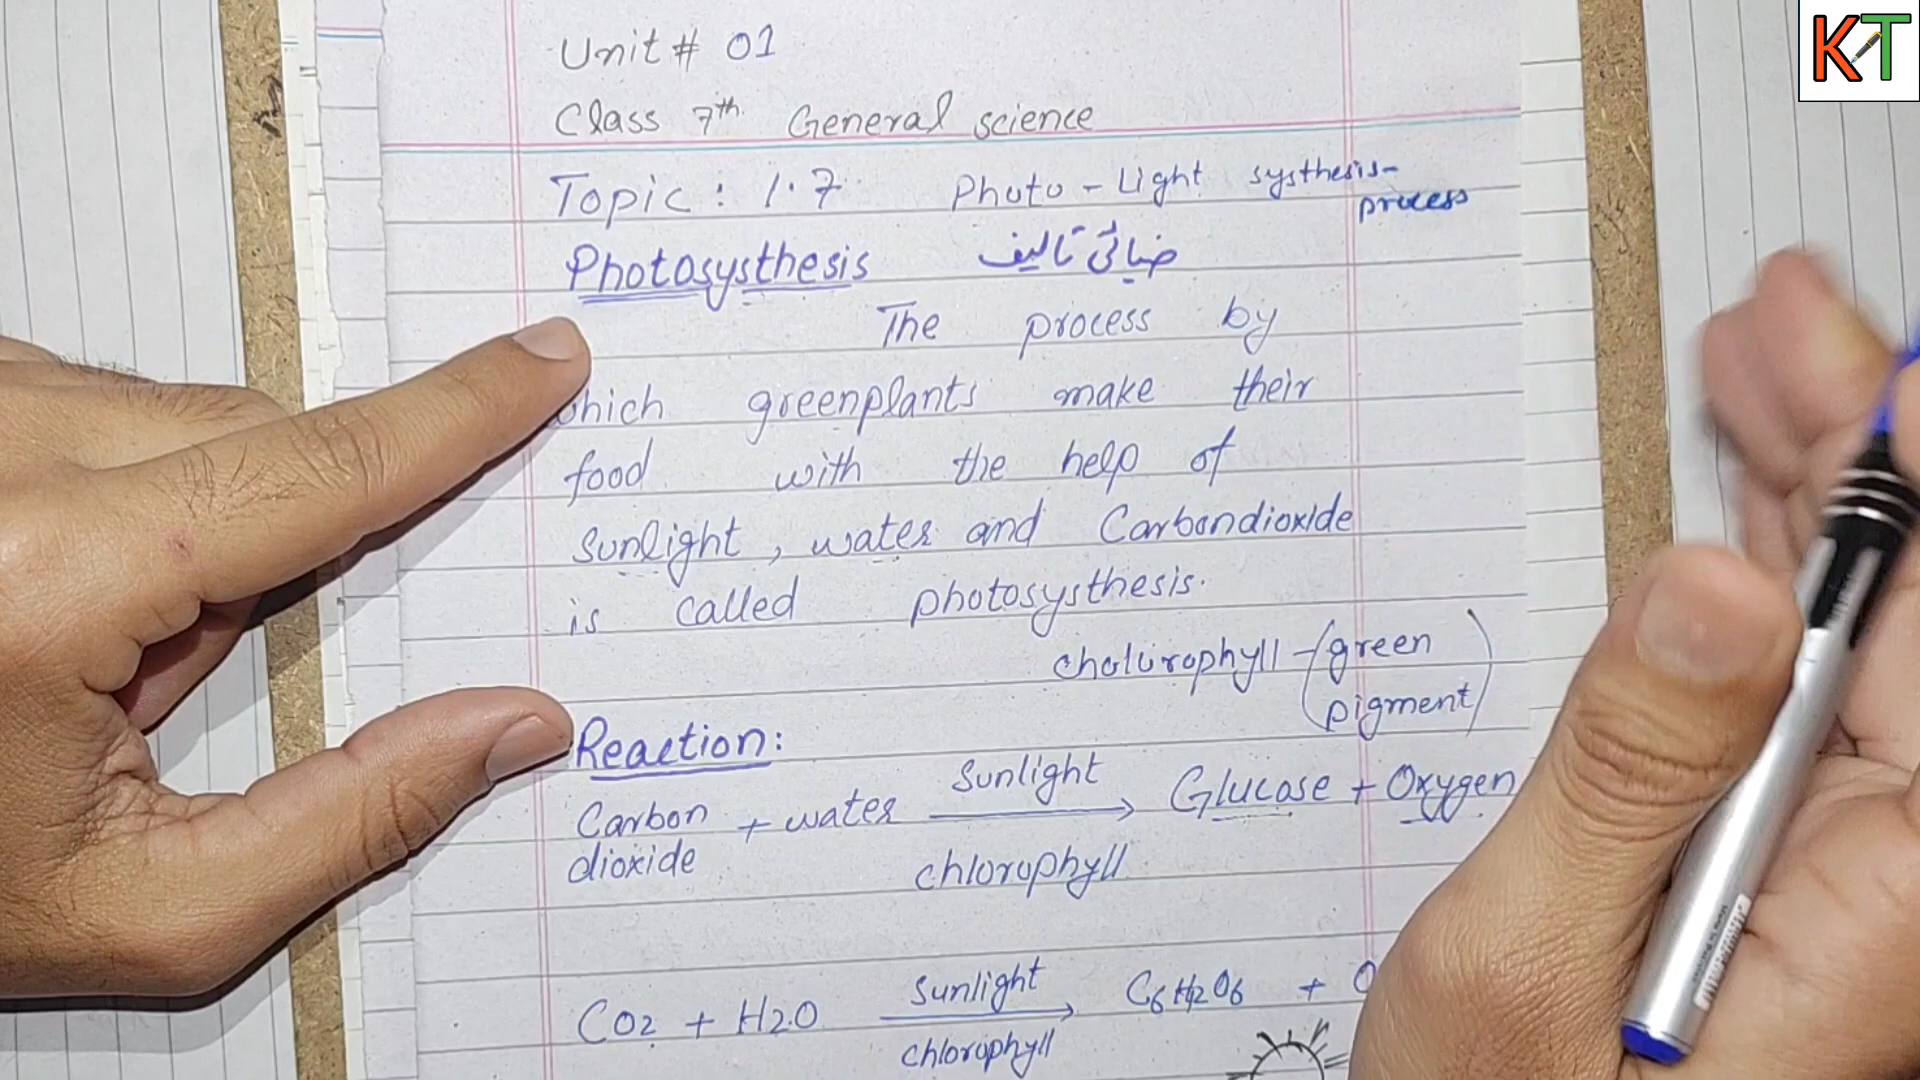 KT
Unit # 01
Class 7th General science
Topic: 1.7 Photo - Light systhesis-
process
Photosysthesis ضیائی تالیف
The process by
which greenplants make their
food with the help of
sunlight, water and Carbondioxide
is called photosysthesis.
cholurophyll - (green
pigment)
Reaction:
Carbon + water Sunlight Glucose + Oxygen
dioxide chlorophyll
CO2 + H2O Sunlight C6H12O6 + O
chlorophyll